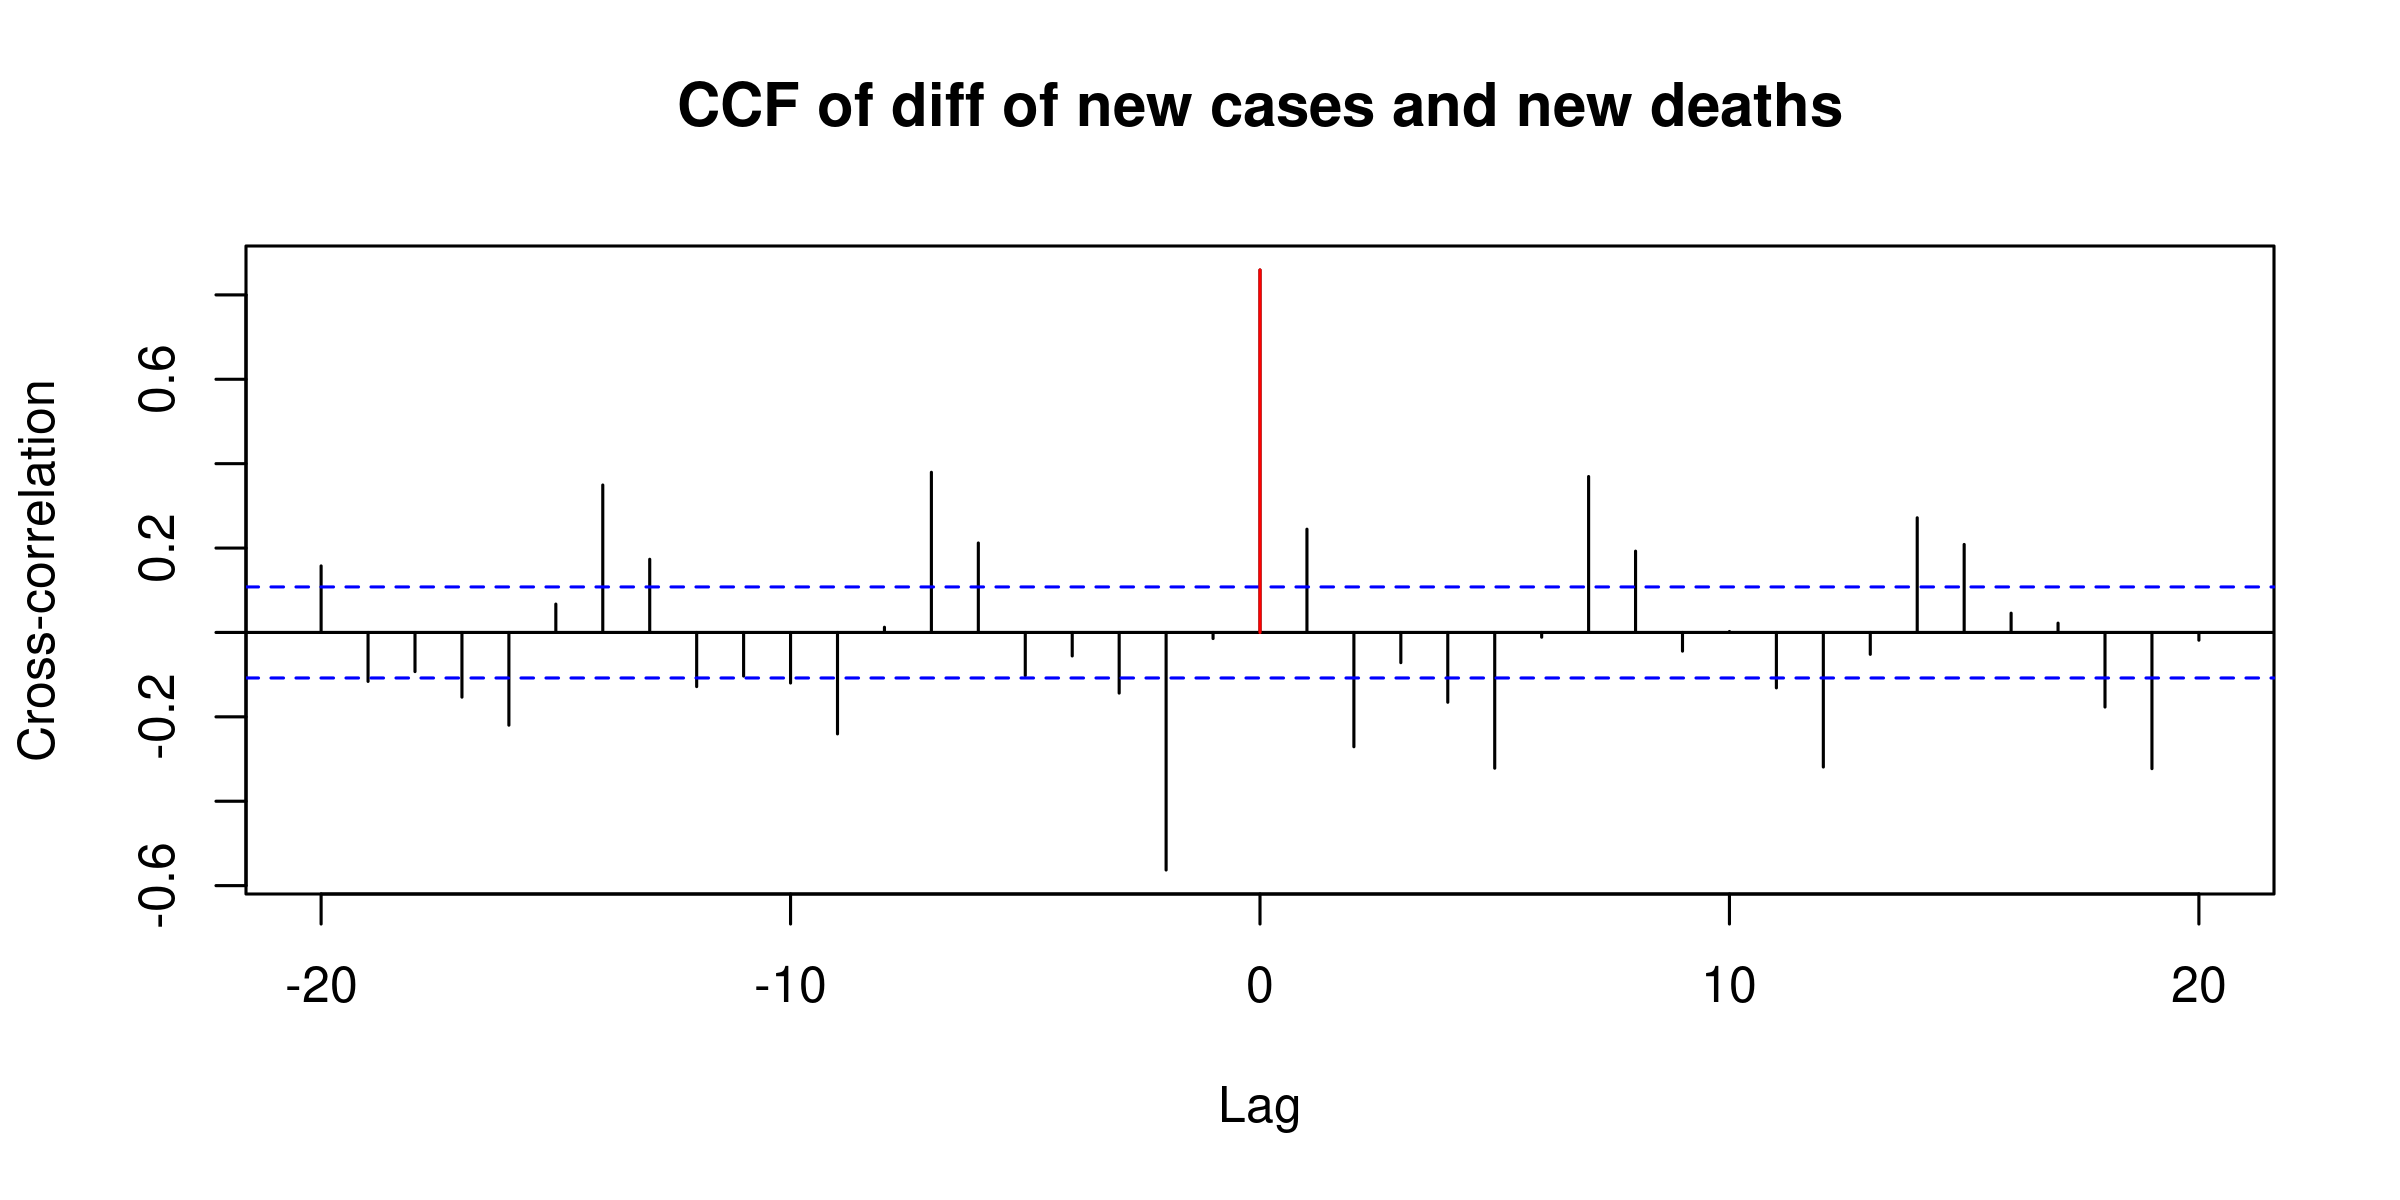 CCF of diff of new cases and new deaths
Cross-correlation
0.6
0.2
-0.2
-0.6
-20 -10 0 10 20
Lag